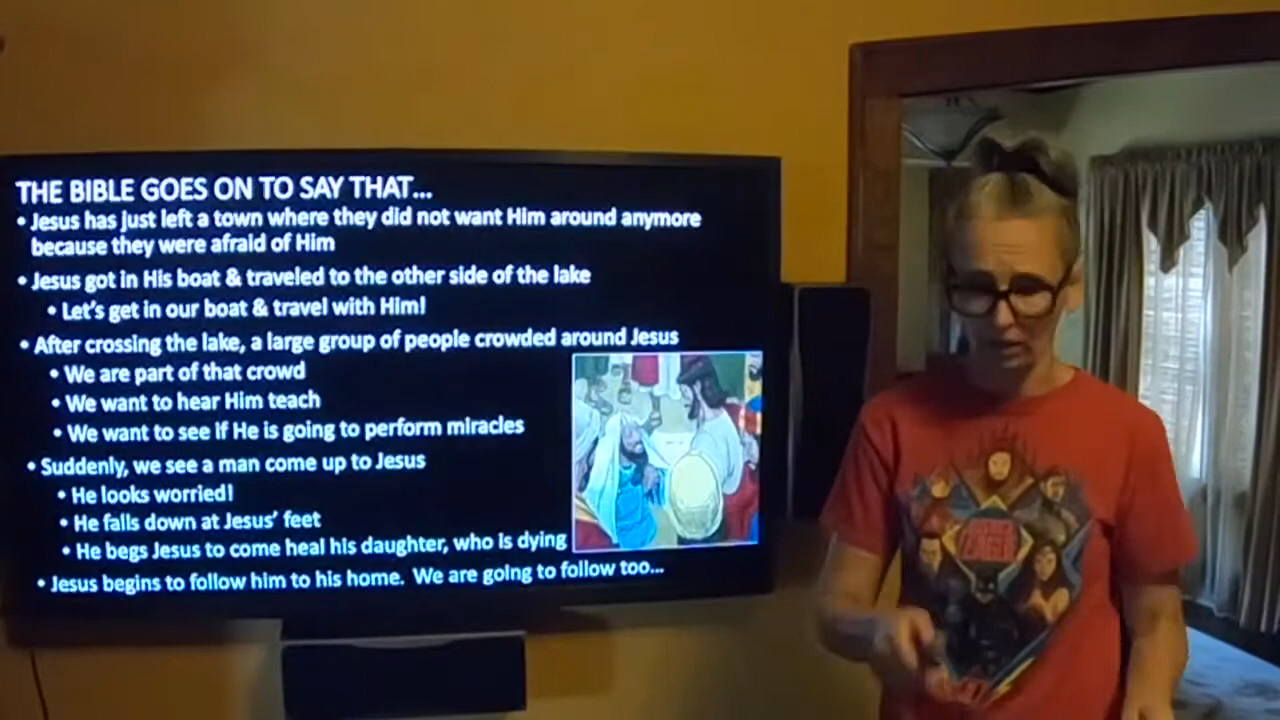 THE BIBLE GOES ON TO SAY THAT...
• Jesus has just left a town where they did not want Him around anymore
because they were afraid of Him
• Jesus got in His boat & traveled to the other side of the lake
• Let's get in our boat & travel with Him!
• After crossing the lake, a large group of people crowded around Jesus
• We are part of that crowd
• We want to hear Him teach
• We want to see if He is going to perform miracles
• Suddenly, we see a man come up to Jesus
• He looks worried!
• He falls down at Jesus' feet
• He begs Jesus to come heal his daughter, who is dying
• Jesus begins to follow him to his home. We are going to follow too...